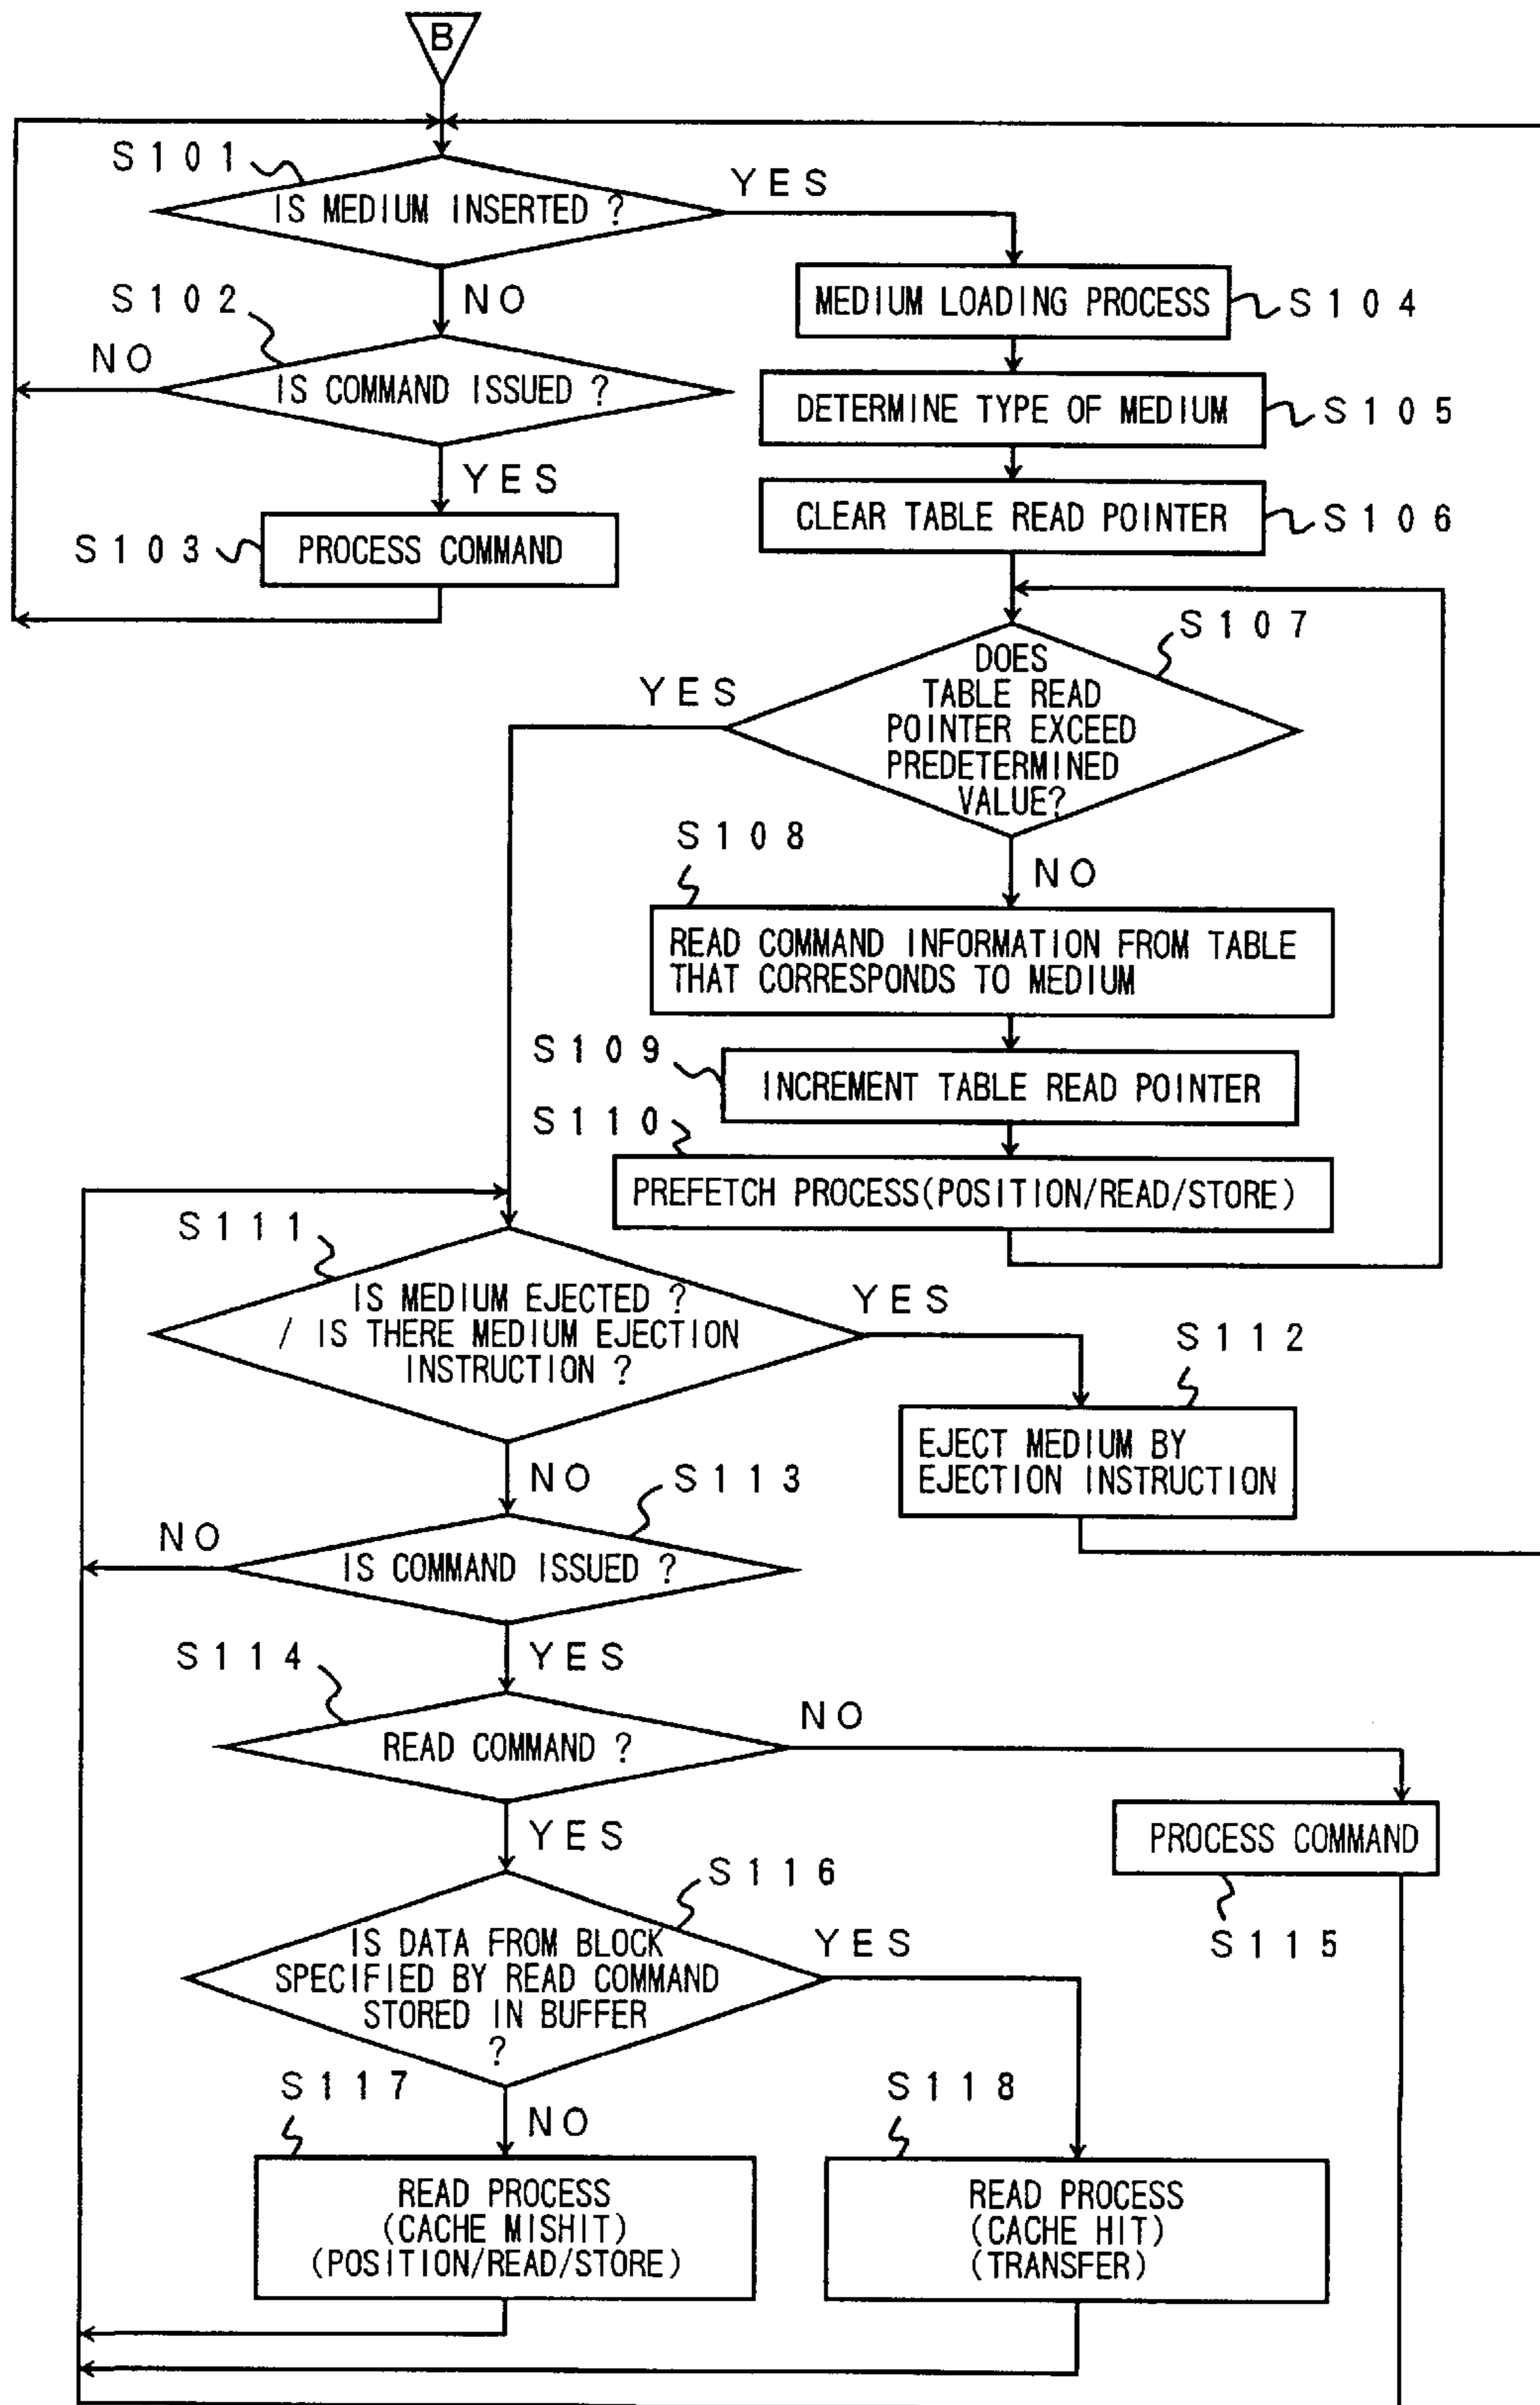 B
S101
IS MEDIUM INSERTED ?
YES
NO
S102
IS COMMAND ISSUED ?
NO
YES
S103
PROCESS COMMAND
MEDIUM LOADING PROCESS
S104
DETERMINE TYPE OF MEDIUM
S105
CLEAR TABLE READ POINTER
S106
S107
DOES
TABLE READ
POINTER EXCEED
PREDETERMINED
VALUE?
YES
NO
S108
READ COMMAND INFORMATION FROM TABLE
THAT CORRESPONDS TO MEDIUM
S109
INCREMENT TABLE READ POINTER
S110
PREFETCH PROCESS(POSITION/READ/STORE)
S111
IS MEDIUM EJECTED ?
/ IS THERE MEDIUM EJECTION
INSTRUCTION ?
YES
NO
S112
EJECT MEDIUM BY
EJECTION INSTRUCTION
S113
IS COMMAND ISSUED ?
NO
YES
S114
READ COMMAND ?
NO
YES
PROCESS COMMAND
S115
S116
IS DATA FROM BLOCK
SPECIFIED BY READ COMMAND
STORED IN BUFFER
?
YES
NO
S117
READ PROCESS
(CACHE MISHIT)
(POSITION/READ/STORE)
S118
READ PROCESS
(CACHE HIT)
(TRANSFER)